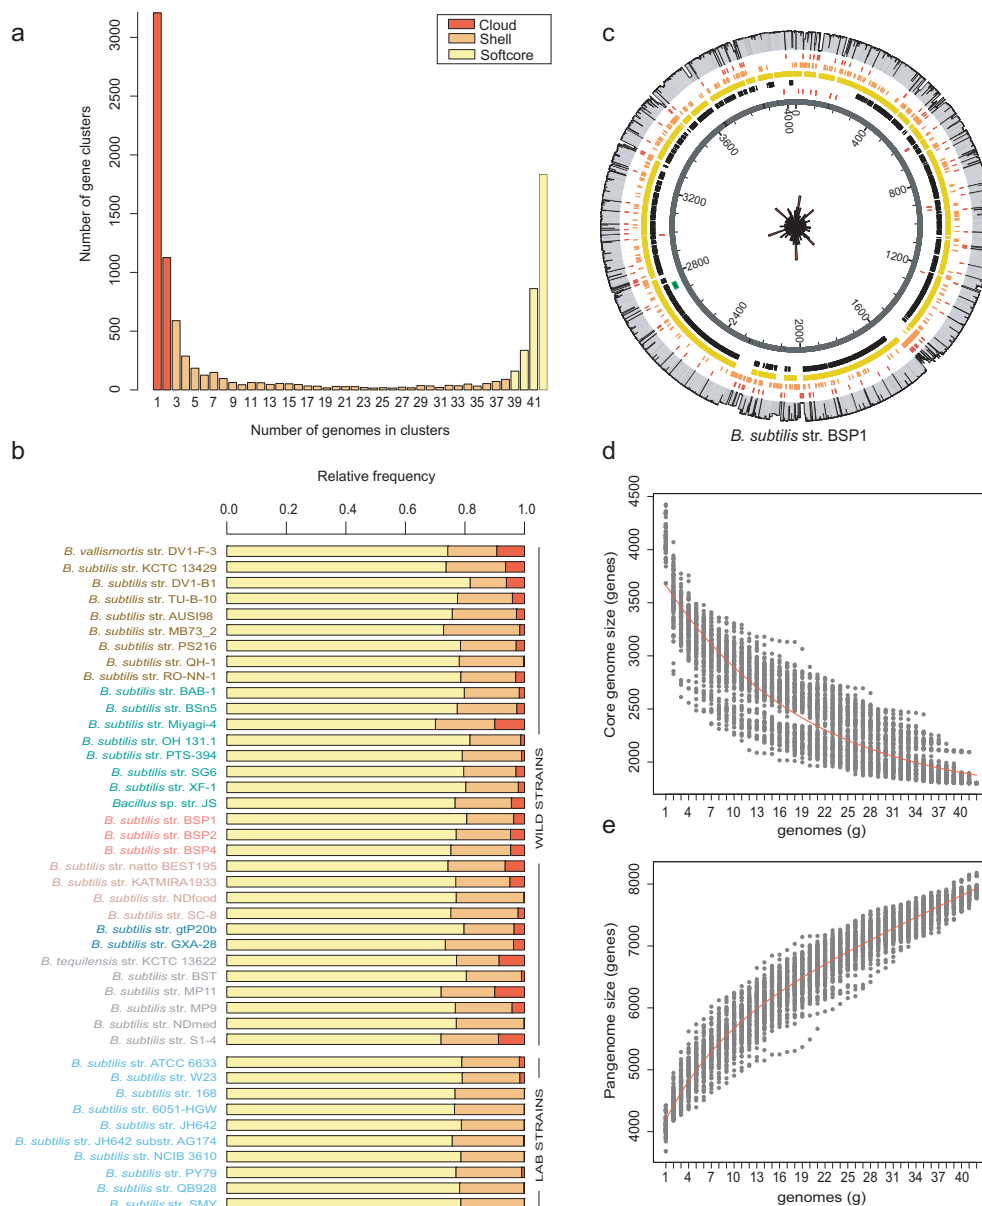 a
Cloud
Shell
Softcore
Number of gene clusters
0 500 1000 1500 2000 2500 3000
1 3 5 7 9 11 13 15 17 19 21 23 25 27 29 31 33 35 37 39 41
Number of genomes in clusters
b
Relative frequency
0.0 0.2 0.4 0.6 0.8 1.0
B. vallismortis str. DV1-F-3
B. subtilis str. KCTC 13429
B. subtilis str. DV1-B1
B. subtilis str. TU-B-10
B. subtilis str. AUSI98
B. subtilis str. MB73_2
B. subtilis str. PS216
B. subtilis str. QH-1
B. subtilis str. RO-NN-1
B. subtilis str. BAB-1
B. subtilis str. BSn5
B. subtilis str. Miyagi-4
B. subtilis str. OH 131.1
B. subtilis str. PTS-394
B. subtilis str. SG6
B. subtilis str. XF-1
Bacillus sp. str. JS
B. subtilis str. BSP1
B. subtilis str. BSP2
B. subtilis str. BSP4
B. subtilis str. natto BEST195
B. subtilis str. KATMIRA1933
B. subtilis str. NDfood
B. subtilis str. SC-8
B. subtilis str. gtP20b
B. subtilis str. GXA-28
B. tequilensis str. KCTC 13622
B. subtilis str. BST
B. subtilis str. MP11
B. subtilis str. MP9
B. subtilis str. NDmed
B. subtilis str. S1-4
B. subtilis str. ATCC 6633
B. subtilis str. W23
B. subtilis str. 168
B. subtilis str. 6051-HGW
B. subtilis str. JH642
B. subtilis str. JH642 substr. AG174
B. subtilis str. NCIB 3610
B. subtilis str. PY79
B. subtilis str. QB928
B. subtilis str. SMY
WILD STRAINS
LAB STRAINS
c
0
400
800
1200
1600
2000
2400
2800
3200
3600
4000
B. subtilis str. BSP1
d
Core genome size (genes)
2000 2500 3000 3500 4000 4500
1 4 7 10 13 16 19 22 25 28 31 34 37 40
genomes (g)
e
Pangenome size (genes)
4000 5000 6000 7000 8000
1 4 7 10 13 16 19 22 25 28 31 34 37 40
genomes (g)